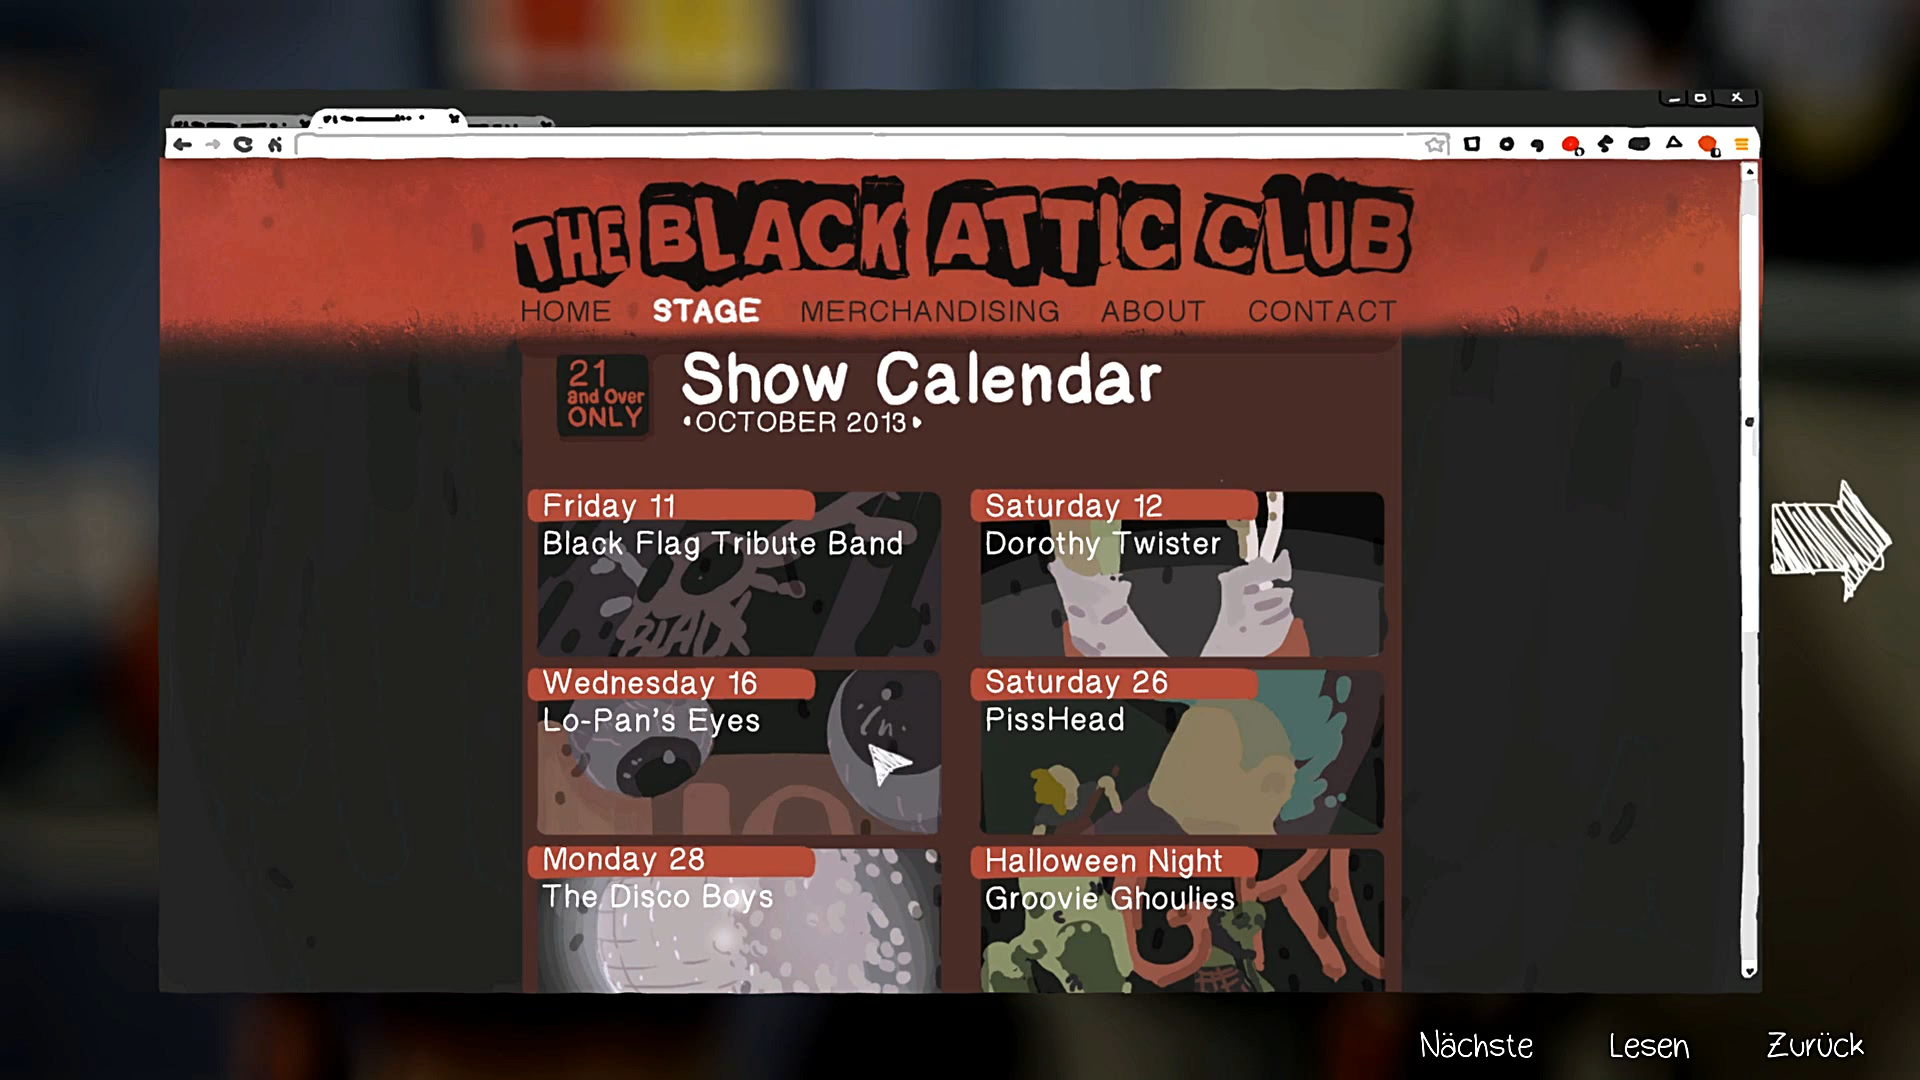 THE BLACK ATTIC CLUB
HOME STAGE MERCHANDISING ABOUT CONTACT
21
and Over
ONLY
Show Calendar
OCTOBER 2013
Friday 11
Black Flag Tribute Band
BLACK
Saturday 12
Dorothy Twister
Wednesday 16
Lo-Pan's Eyes
Saturday 26
PissHead
Monday 28
The Disco Boys
Halloween Night
Groovie Ghoulies
GRU
Nächste Lesen Zurück